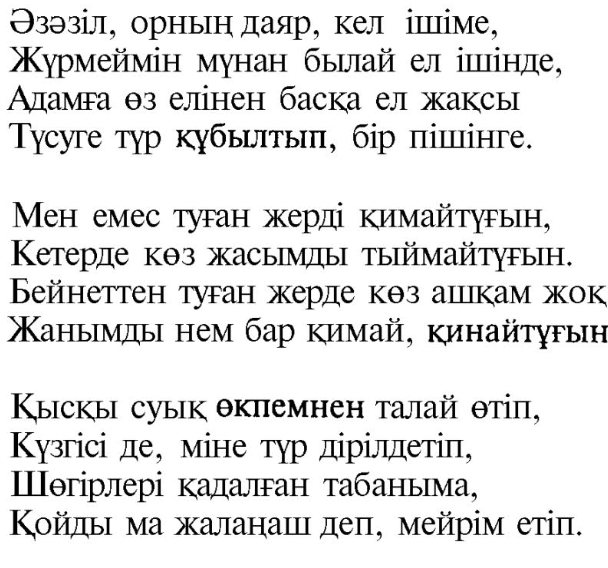 Әзәзіл, орның даяр, кел ішіме,
Жүрмеймін мұнан былай ел ішінде,
Адамға өз елінен басқа ел жақсы
Түсуге тұр құбылтып, бір пішінге.
Мен емес туған жерді қимайтұғын,
Кетерде көз жасымды тыймайтұғын.
Бейнеттен туған жерде көз ашқам жоқ
Жанымды нем бар қимай, қинайтұғын
Қысқы суық өкпемнен талай өтіп,
Күзгісі де, міне тұр дірілдетіп,
Шөгірлері қадалған табаныма,
Қойды ма жалаңаш деп, мейрім етіп.